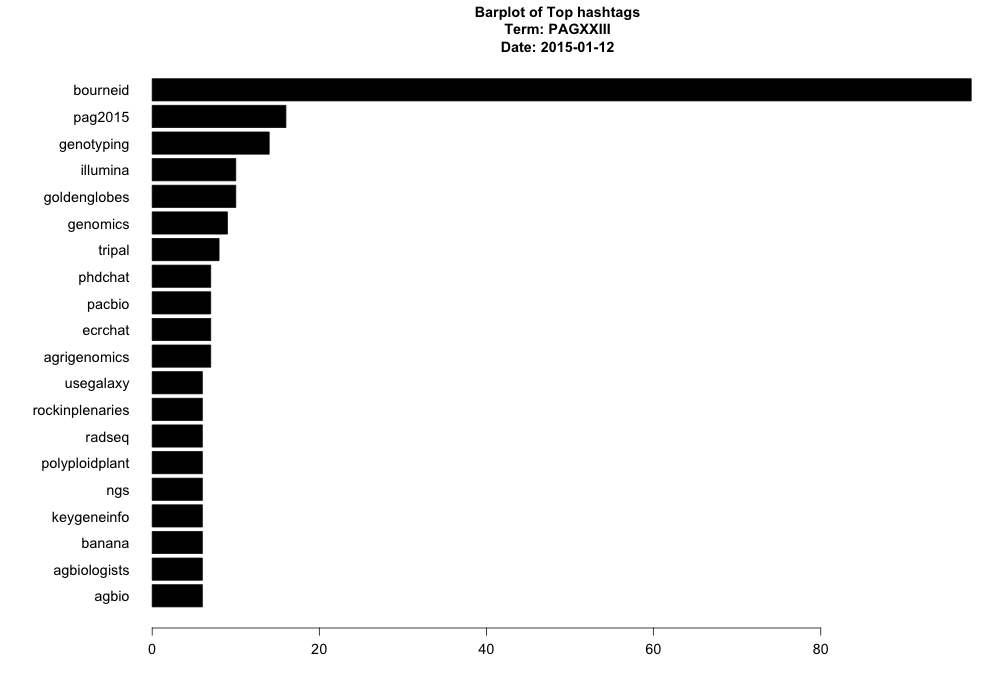 Barplot of Top hashtags
Term: PAGXXIII
Date: 2015-01-12
bourneid
pag2015
genotyping
illumina
goldenglobes
genomics
tripal
phdchat
pacbio
ecrchat
agrigenomics
usegalaxy
rockinplenaries
radseq
polyploidplant
ngs
keygeneinfo
banana
agbiologists
agbio
0 20 40 60 80